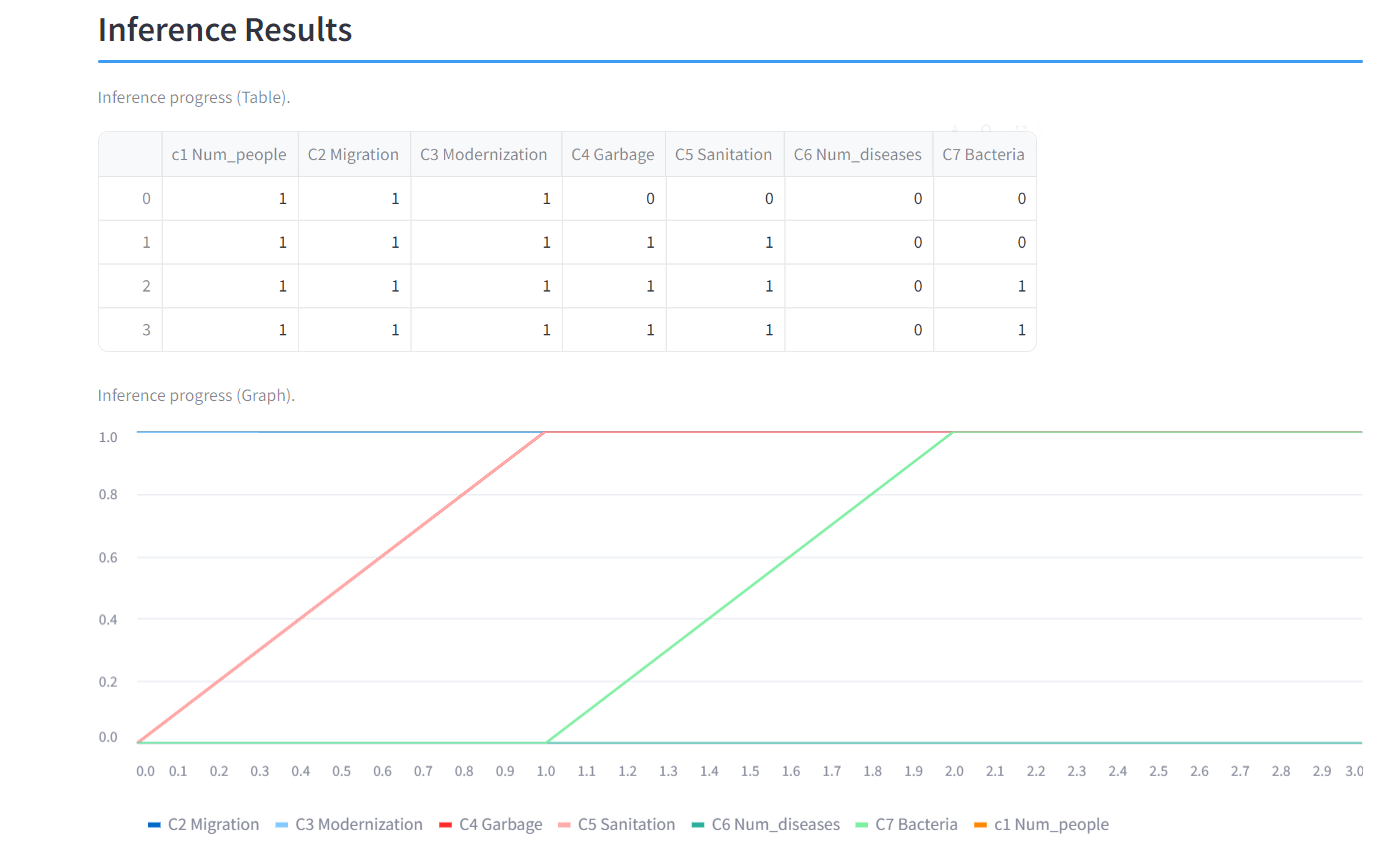 Inference Results
Inference progress (Table).
c1 Num_people C2 Migration C3 Modernization C4 Garbage C5 Sanitation C6 Num_diseases C7 Bacteria
0 1 1 1 0 0 0 0
1 1 1 1 1 1 0 0
2 1 1 1 1 1 0 1
3 1 1 1 1 1 0 1
Inference progress (Graph).
1.0
0.8
0.6
0.4
0.2
0.0
0.0 0.1 0.2 0.3 0.4 0.5 0.6 0.7 0.8 0.9 1.0 1.1 1.2 1.3 1.4 1.5 1.6 1.7 1.8 1.9 2.0 2.1 2.2 2.3 2.4 2.5 2.6 2.7 2.8 2.9 3.0
C2 Migration C3 Modernization C4 Garbage C5 Sanitation C6 Num_diseases C7 Bacteria c1 Num_people